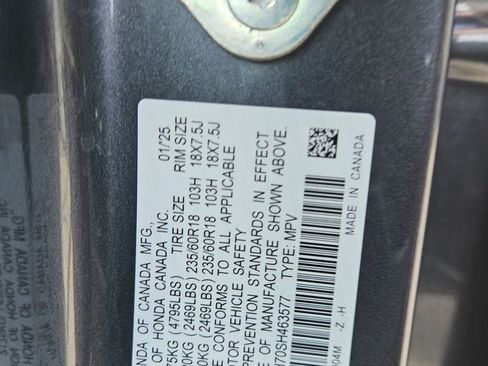 NDA OF CANADA MFG.,
OF HONDA CANADA INC. 01/25
75KG (4795LBS) TIRE SIZE RIM SIZE
0KG (2469LBS) 235/60R18 103H 18X7.5J
0KG (2469LBS) 235/60R18 103H 18X7.5J
CONFORMS TO ALL APPLICABLE
OTOR VEHICLE SAFETY
PREVENTION STANDARDS IN EFFECT
E OF MANUFACTURE SHOWN ABOVE.
70SH463577 TYPE: MPV
04M -Z -H MADE IN CANADA